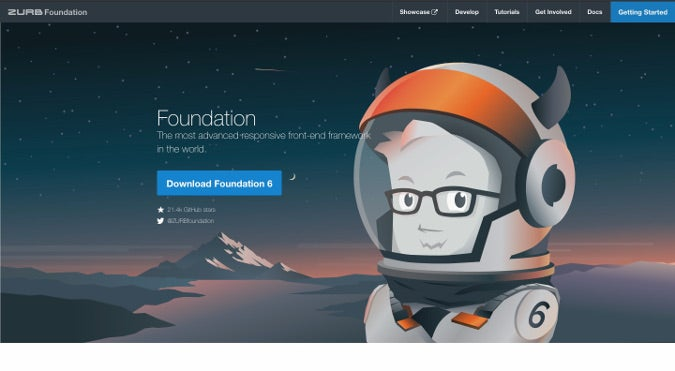 ZURB Foundation
Showcase
Develop
Tutorials
Get Involved
Docs
Getting Started
Foundation
The most advanced responsive front-end framework
in the world.
Download Foundation 6
21.4k GitHub stars
@ZURBfoundation
6